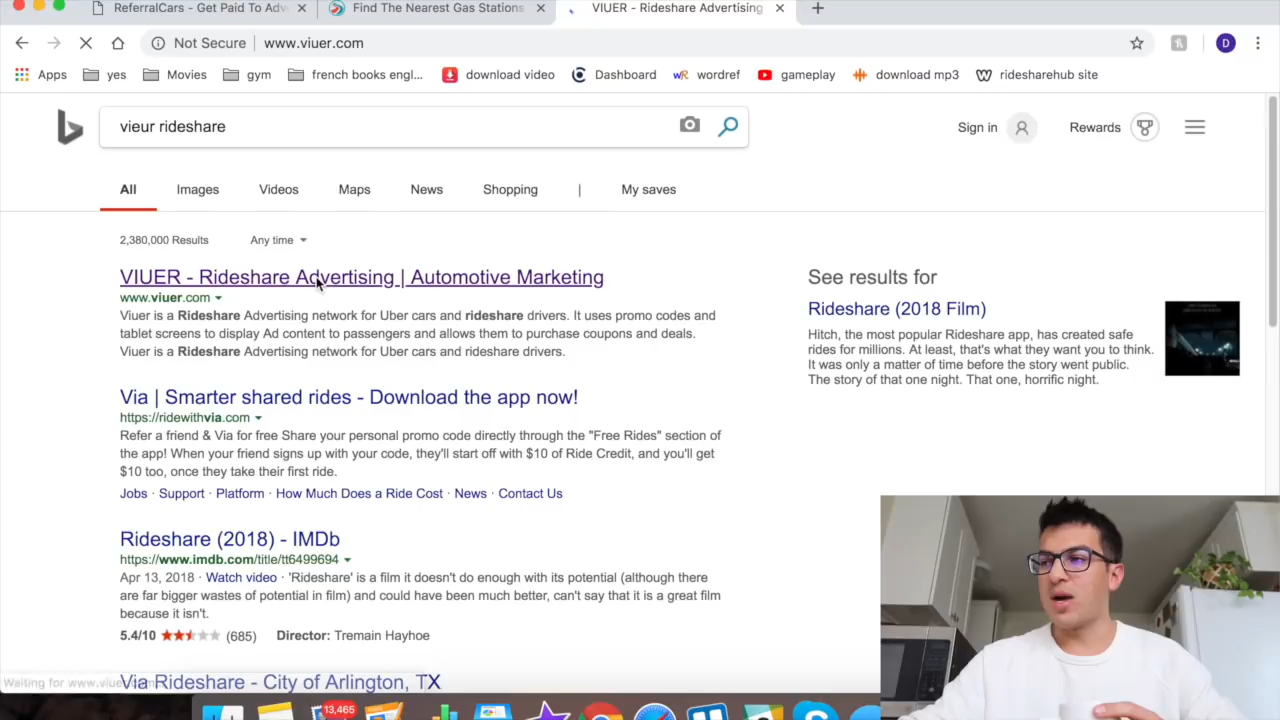 ReferralCars - Get Paid To Adv
Find The Nearest Gas Stations
VIUER - Rideshare Advertising
Not Secure
www.viuer.com
D
Apps
yes
Movies
gym
french books engl...
download video
Dashboard
wordref
gameplay
download mp3
ridesharehub site
vieur rideshare
Sign in
Rewards
All
Images
Videos
Maps
News
Shopping
|
My saves
2,380,000 Results
Any time
VIUER - Rideshare Advertising | Automotive Marketing
www.viuer.com
Viuer is a Rideshare Advertising network for Uber cars and rideshare drivers. It uses promo codes and
tablet screens to display Ad content to passengers and allows them to purchase coupons and deals.
Viuer is a Rideshare Advertising network for Uber cars and rideshare drivers.
See results for
Rideshare (2018 Film)
Hitch, the most popular Rideshare app, has created safe
rides for millions. At least, that's what they want you to think.
It was only a matter of time before the story went public.
The story of that one night. That one, horrific night.
Via | Smarter shared rides - Download the app now!
https://ridewithvia.com
Refer a friend & Via for free Share your personal promo code directly through the "Free Rides" section of
the app! When your friend signs up with your code, they'll start off with $10 of Ride Credit, and you'll get
$10 too, once they take their first ride.
Jobs · Support · Platform · How Much Does a Ride Cost · News · Contact Us
Rideshare (2018) - IMDb
https://www.imdb.com/title/tt6499694
Apr 13, 2018 · Watch video · 'Rideshare' is a film it doesn't do enough with its potential (although there
are far bigger wastes of potential in film) and could have been much better, can't say that it is a great film
because it isn't.
5.4/10
(685)
Director: Tremain Hayhoe
Via Rideshare - City of Arlington, TX
Waiting for www.viuer
13,465